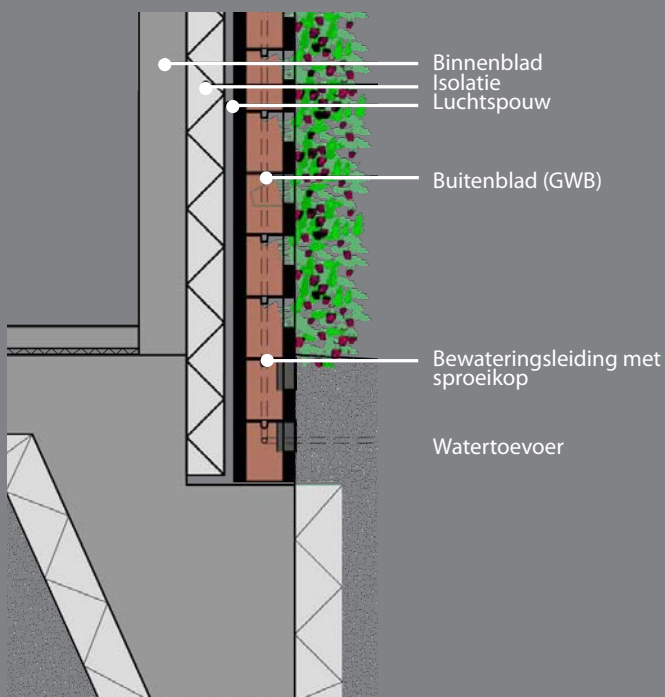 Binnenblad
Isolatie
Luchtspouw
Buitenblad (GWB)
Bewateringsleiding met
sproeikop
Watertoevoer